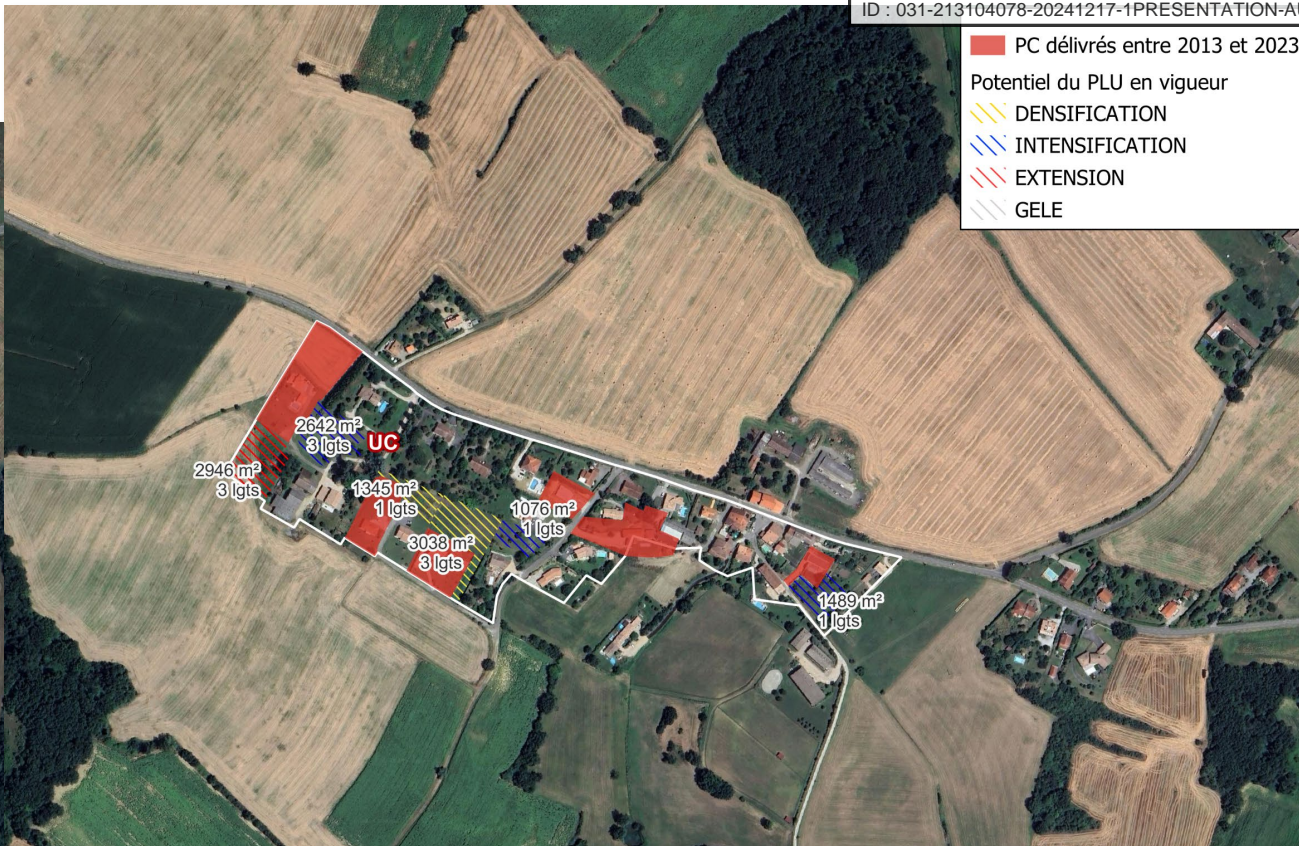 ID : 031-213104078-20241217-1PRESENTATION-AU
PC délivrés entre 2013 et 2023
Potentiel du PLU en vigueur
DENSIFICATION
INTENSIFICATION
EXTENSION
GELE
2642 m²
3 lgts
UC
2946 m²
3 lgts
1345 m²
1 lgts
1076 m²
1 lgts
3038 m²
3 lgts
1489 m²
1 lgts